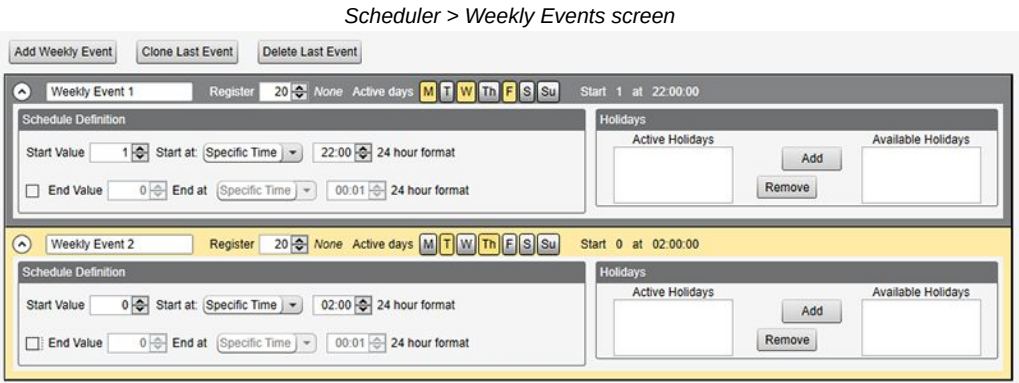 Scheduler > Weekly Events screen
Add Weekly Event Clone Last Event Delete Last Event
Weekly Event 1 Register 20 None Active days M T W Th F S Su Start 1 at 22:00:00
Schedule Definition Holidays
Active Holidays Available Holidays
Start Value 1 Start at: Specific Time 22:00 24 hour format Add
End Value 0 End at Specific Time 00:01 24 hour format Remove
Weekly Event 2 Register 20 None Active days M T W Th F S Su Start 0 at 02:00:00
Schedule Definition Holidays
Active Holidays Available Holidays
Start Value 0 Start at: Specific Time 02:00 24 hour format Add
End Value 0 End at Specific Time 00:01 24 hour format Remove